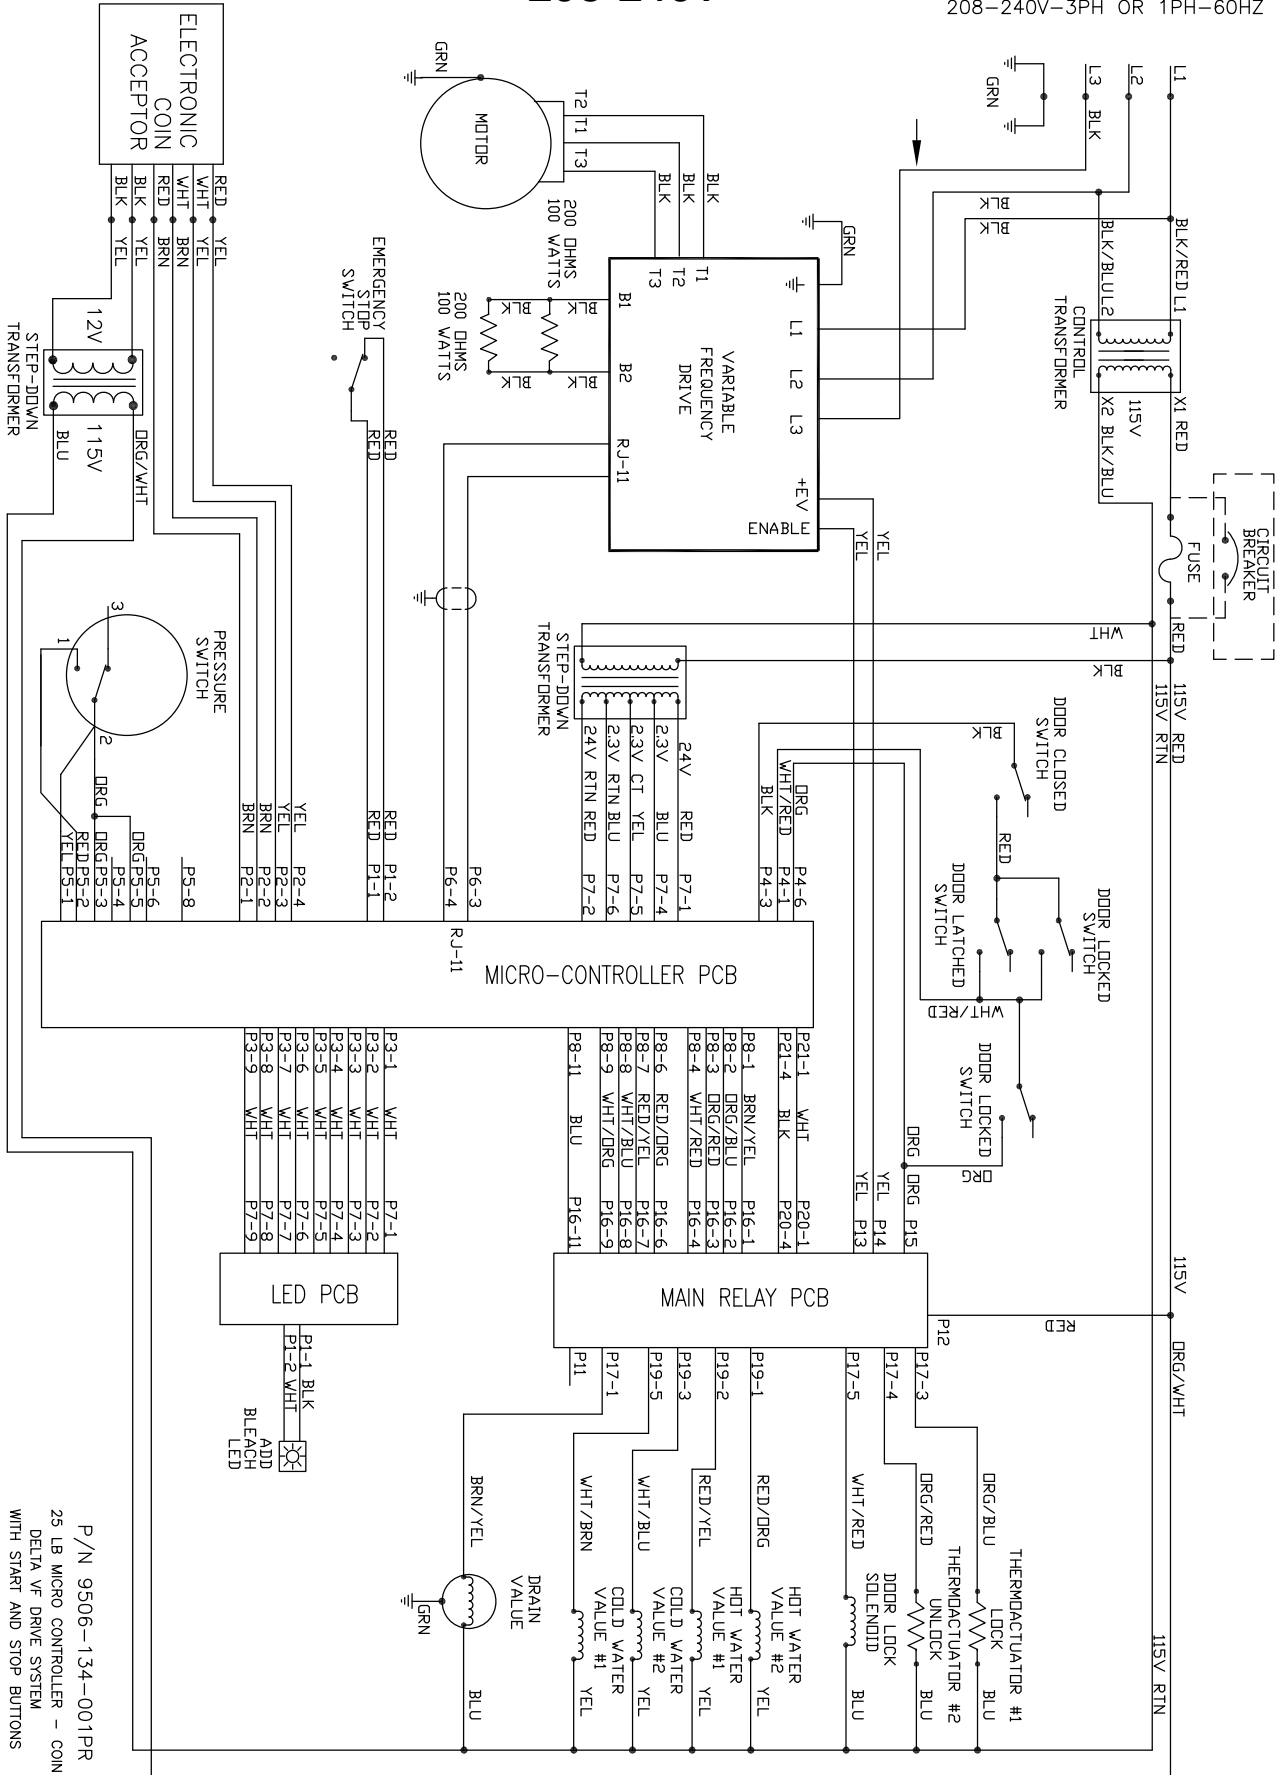 208-240V-3PH OR 1PH-60HZ
L1
L2
L3
GRN
BLK
BLK
BLK
BLK/RED L1
BLK/BLU L2
CONTROL
TRANSFORMER
115V
X1 RED
X2 BLK/BLU
CIRCUIT
BREAKER
FUSE
RED
WHT
BLK
115V RED
115V RTN
115V
RED
ORG/WHT
115V RTN
GRN
MOTOR
T2
T1
T3
BLK
BLK
BLK
GRN
T1
T2
T3
L1
L2
L3
+EV
ENABLE
VARIABLE
FREQUENCY
DRIVE
B1
B2
RJ-11
YEL
YEL
200 OHMS
100 WATTS
200 OHMS
100 WATTS
BLK
BLK
BLK
BLK
EMERGENCY
STOP
SWITCH
RED
RED
ELECTRONIC
COIN
ACCEPTOR
RED
WHT
WHT
RED
BLK
BLK
YEL
YEL
BRN
BRN
YEL
YEL
12V
115V
STEP-DOWN
TRANSFORMER
ORG/WHT
BLU
PRESSURE
SWITCH
3
1
2
ORG
STEP-DOWN
TRANSFORMER
24V RED P7-1
2.3V BLU P7-4
2.3V CT YEL P7-5
2.3V RTN BLU P7-6
24V RTN RED P7-2
DOOR CLOSED
SWITCH
BLK
RED
DOOR LATCHED
SWITCH
DOOR LOCKED
SWITCH
WHT/RED
DOOR LOCKED
SWITCH
ORG
ORG
ORG P4-6
WHT/RED P4-1
BLK P4-3
P6-3
P6-4
RED P1-2
RED P1-1
YEL P2-4
YEL P2-3
BRN P2-2
BRN P2-1
P5-8
P5-6
ORG P5-5
P5-4
ORG P5-3
RED P5-2
YEL P5-1
RJ-11
MICRO-CONTROLLER PCB
P21-1 WHT P20-1
P21-4 BLK P20-4
P8-1 BRN/YEL P16-1
P8-2 ORG/BLU P16-2
P8-3 ORG/RED P16-3
P8-4 WHT/RED P16-4
P8-6 RED/ORG P16-6
P8-7 RED/YEL P16-7
P8-8 WHT/BLU P16-8
P8-9 WHT/ORG P16-9
P8-11 BLU P16-11
P3-1 WHT P7-1
P3-2 WHT P7-2
P3-3 WHT P7-3
P3-4 WHT P7-4
P3-5 WHT P7-5
P3-6 WHT P7-6
P3-7 WHT P7-7
P3-8 WHT P7-8
P3-9 WHT P7-9
ORG P15
YEL P14
YEL P13
MAIN RELAY PCB
P12
LED PCB
P1-1 BLK
P1-2 WHT
ADD
BLEACH
LED
P17-3
P17-4
P17-5
P19-1
P19-2
P19-3
P19-5
P17-1
P11
ORG/BLU
THERMOACTUATOR #1
LOCK
BLU
ORG/RED
THERMOACTUATOR #2
UNLOCK
BLU
WHT/RED
DOOR LOCK
SOLENOID
BLU
RED/ORG
HOT WATER
VALUE #2
YEL
RED/YEL
HOT WATER
VALUE #1
YEL
WHT/BLU
COLD WATER
VALUE #2
YEL
WHT/BRN
COLD WATER
VALUE #1
YEL
BRN/YEL
DRAIN
VALUE
BLU
GRN
P/N 9506-134-001PR
25 LB MICRO CONTROLLER - COIN
DELTA VF DRIVE SYSTEM
WITH START AND STOP BUTTONS